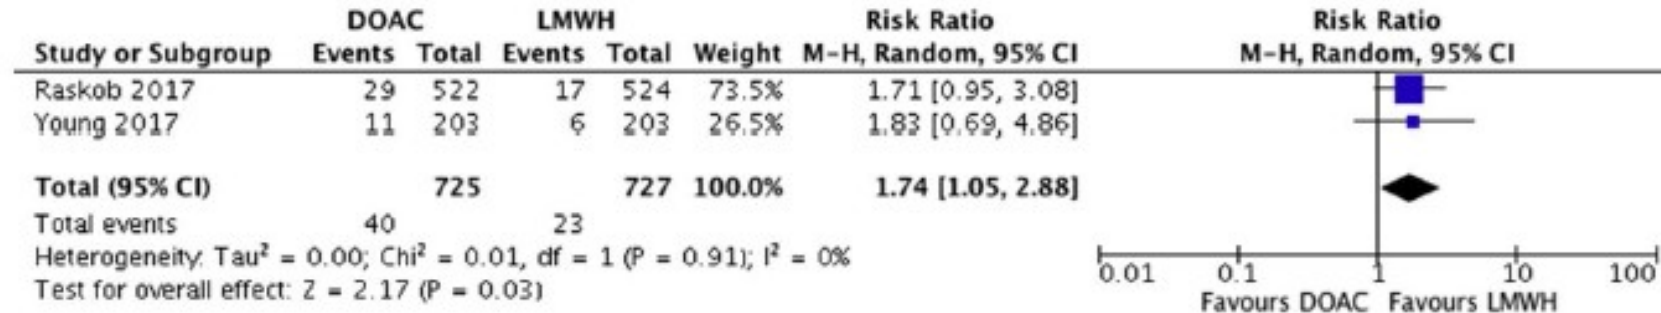 DOAC LMWH Risk Ratio Risk Ratio
Study or Subgroup Events Total Events Total Weight M-H, Random, 95% CI M-H, Random, 95% CI
Raskob 2017 29 522 17 524 73.5% 1.71 [0.95, 3.08]
Young 2017 11 203 6 203 26.5% 1.83 [0.69, 4.86]
Total (95% CI) 725 727 100.0% 1.74 [1.05, 2.88]
Total events 40 23
Heterogeneity: Tau² = 0.00; Chi² = 0.01, df = 1 (P = 0.91); I² = 0%
Test for overall effect: Z = 2.17 (P = 0.03)
0.01 0.1 1 10 100
Favours DOAC Favours LMWH